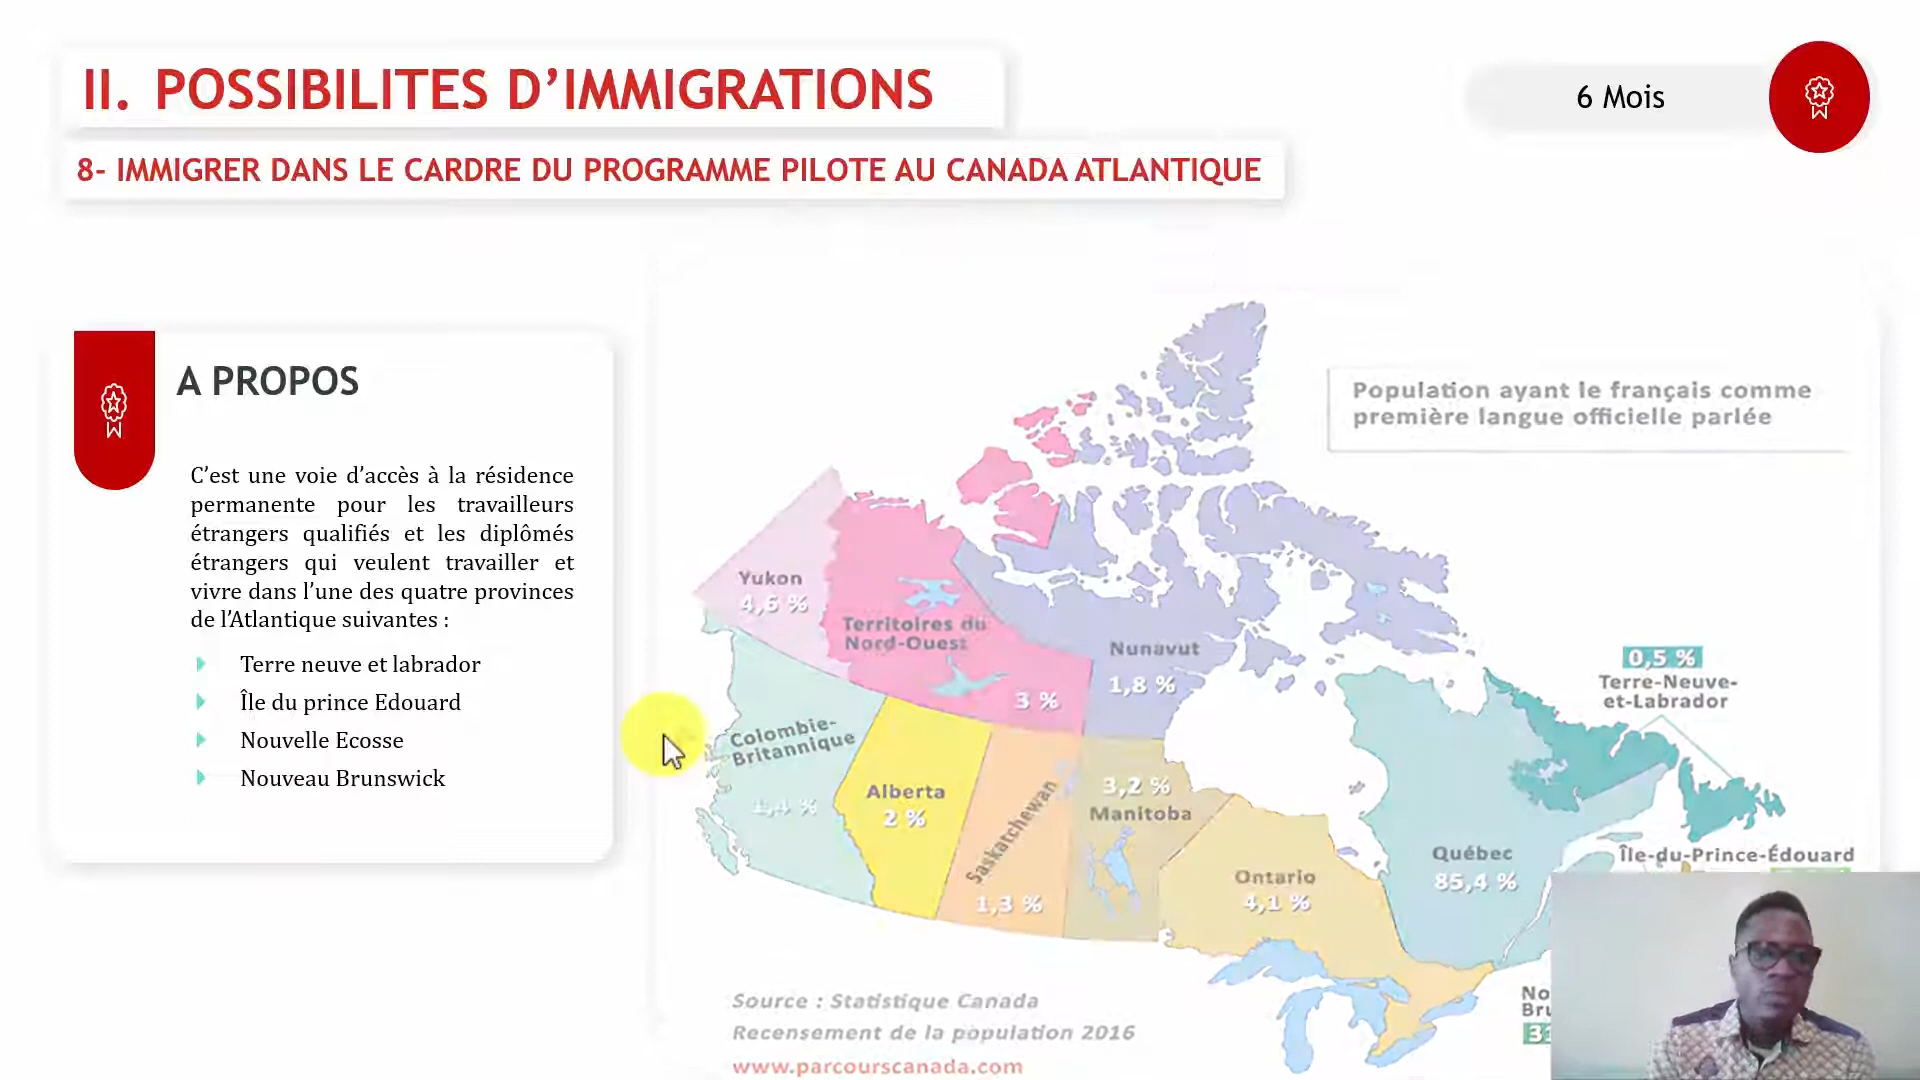 II. POSSIBILITES D’IMMIGRATIONS
6 Mois
8- IMMIGRER DANS LE CARDRE DU PROGRAMME PILOTE AU CANADA ATLANTIQUE
A PROPOS
C’est une voie d’accès à la résidence
permanente pour les travailleurs
étrangers qualifiés et les diplômés
étrangers qui veulent travailler et
vivre dans l’une des quatre provinces
de l’Atlantique suivantes :
Terre neuve et labrador
Île du prince Edouard
Nouvelle Ecosse
Nouveau Brunswick
Population ayant le français comme
première langue officielle parlée
Yukon
4,6 %
Territoires du
Nord-Ouest
3 %
Nunavut
1,8 %
0,5 %
Terre-Neuve-
et-Labrador
Colombie-
Britannique
1,4 %
Alberta
2 %
Saskatchewan
1,3 %
3,2 %
Manitoba
Ontario
4,1 %
Québec
85,4 %
Île-du-Prince-Édouard
Source : Statistique Canada
Recensement de la population 2016
www.parcourscanada.com